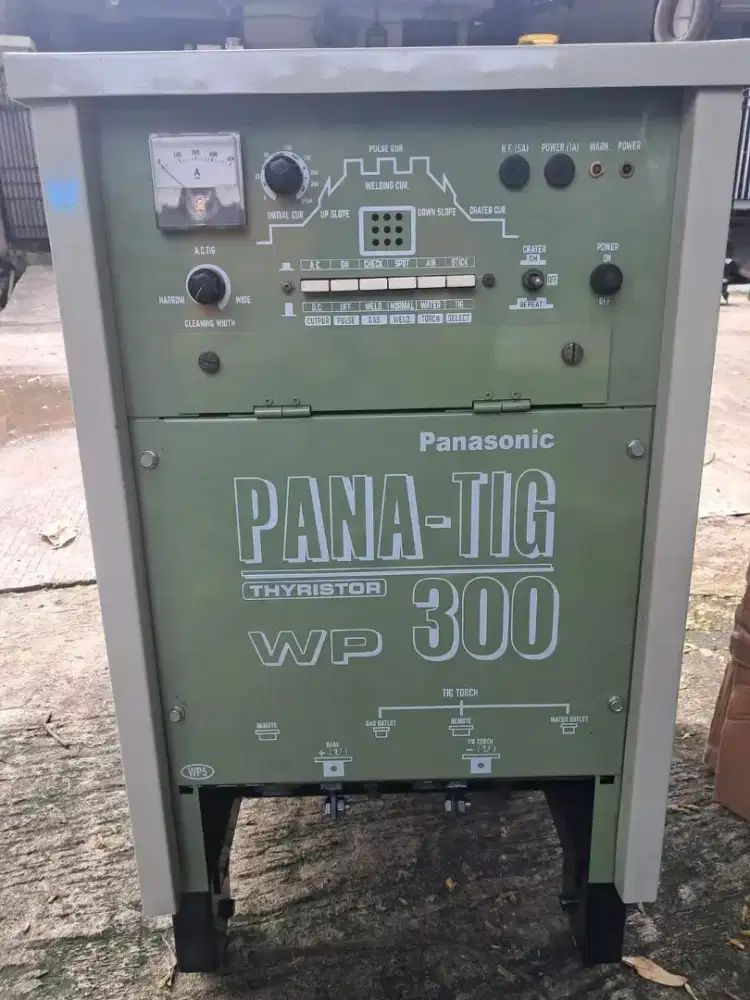 PULSE CUR
WELDING CUR.
INITIAL CUR
UP SLOPE
DOWN SLOPE
CRATER CUR.
H.F.(5A)
POWER (1A)
WARN.
POWER
A
A.C.TIG
NARROW
WIDE
CLEANING WIDTH
A.C
ON
CHECK
SPOT
AIR
STICK
D.C
OFF
WELD
NORMAL
WATER
TIG
OUTPUR
PULSE
GAS
WELD.
TORCH
SELECT
CRATER
ON
OFF
REPEAT
POWER
ON
OFF
Panasonic
PANA-TIG
THYRISTOR
300
WP
TIG TORCH
REMOTE
GAS OUTLET
REMOTE
WATER OUTLET
BASE
TIG TORCH
WP5